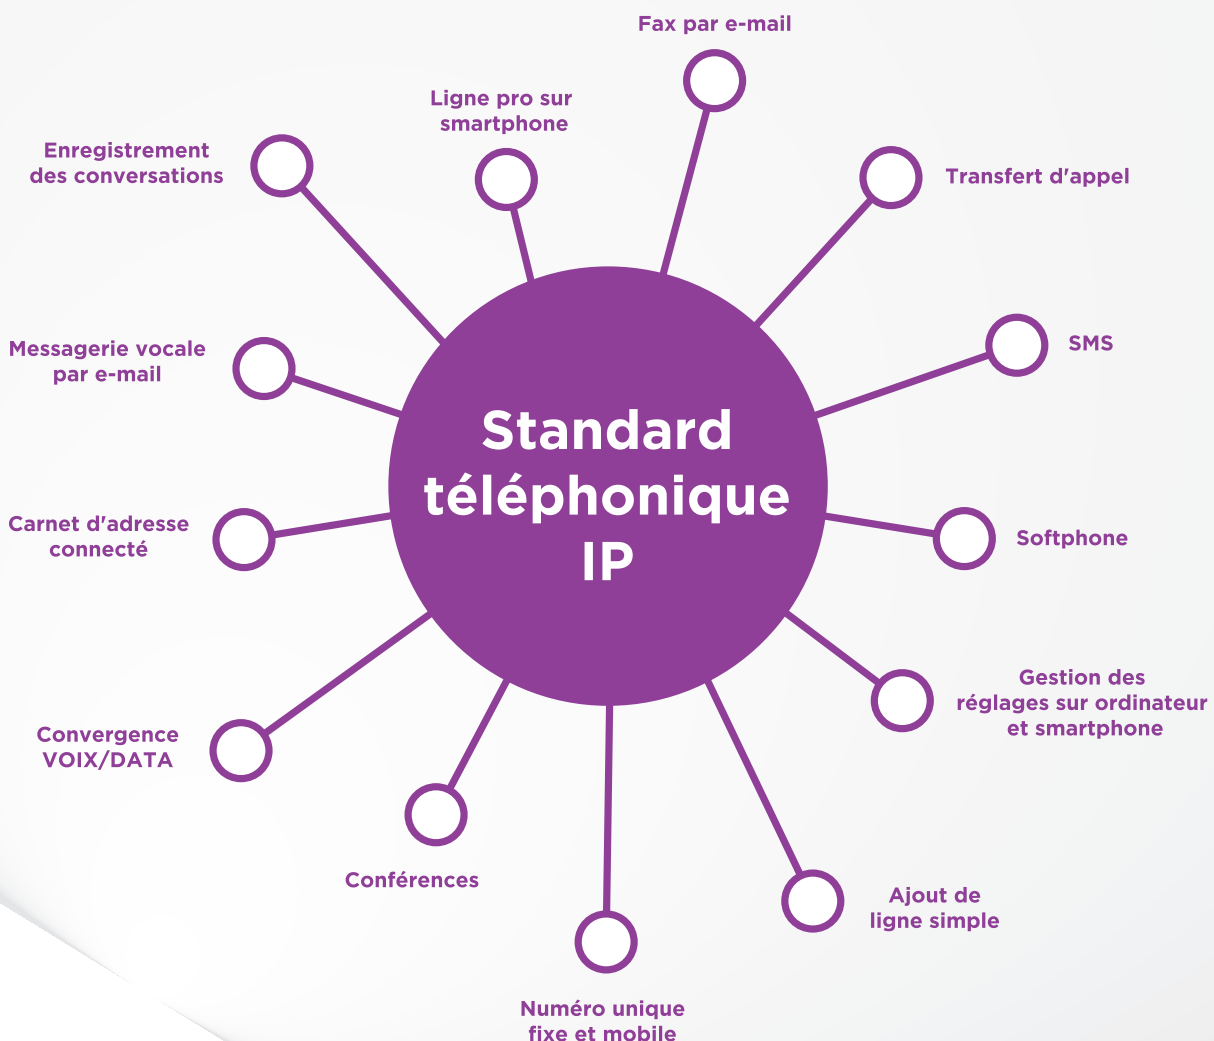 Fax par e-mail
Ligne pro sur
smartphone
Enregistrement
des conversations
Transfert d'appel
Messagerie vocale
par e-mail
SMS
Standard
téléphonique
IP
Carnet d'adresse
connecté
Softphone
Gestion des
réglages sur ordinateur
et smartphone
Convergence
VOIX/DATA
Conférences
Ajout de
ligne simple
Numéro unique
fixe et mobile